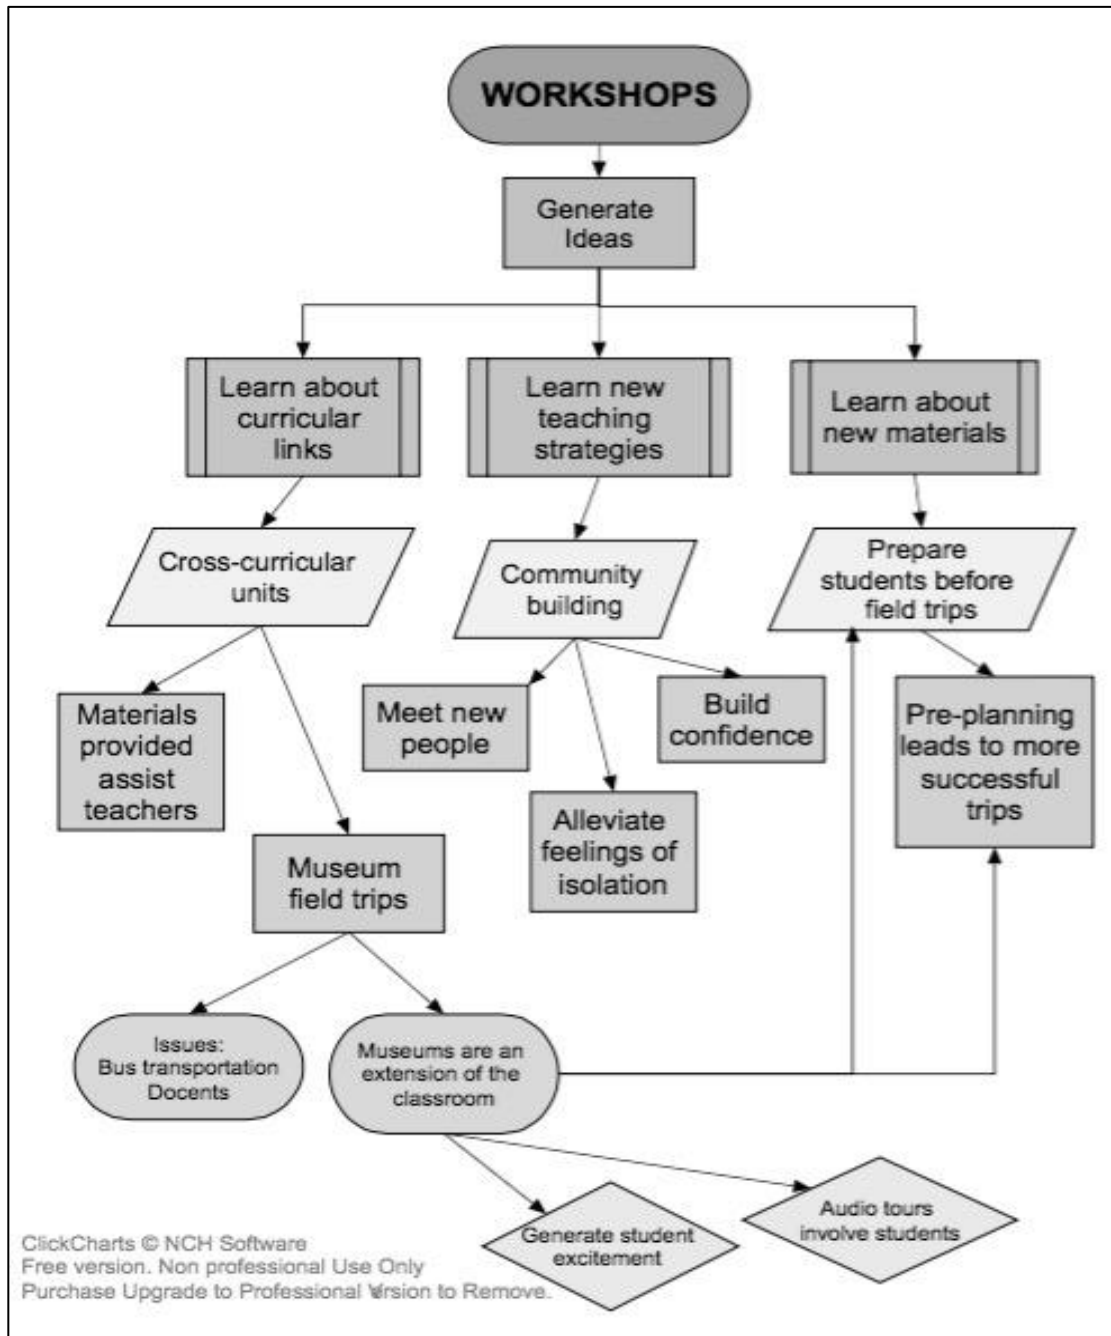 WORKSHOPS
Generate
Ideas
Learn about
curricular
links
Learn new
teaching
strategies
Learn about
new materials
Cross-curricular
units
Community
building
Prepare
students before
field trips
Materials
provided
assist
teachers
Meet new
people
Build
confidence
Pre-planning
leads to more
successful
trips
Alleviate
feelings of
isolation
Museum
field trips
Issues:
Bus transportation
Docents
Museums are an
extension of the
classroom
Generate student
excitement
Audio tours
involve students
ClickCharts © NCH Software
Free version. Non professional Use Only
Purchase Upgrade to Professional Version to Remove.